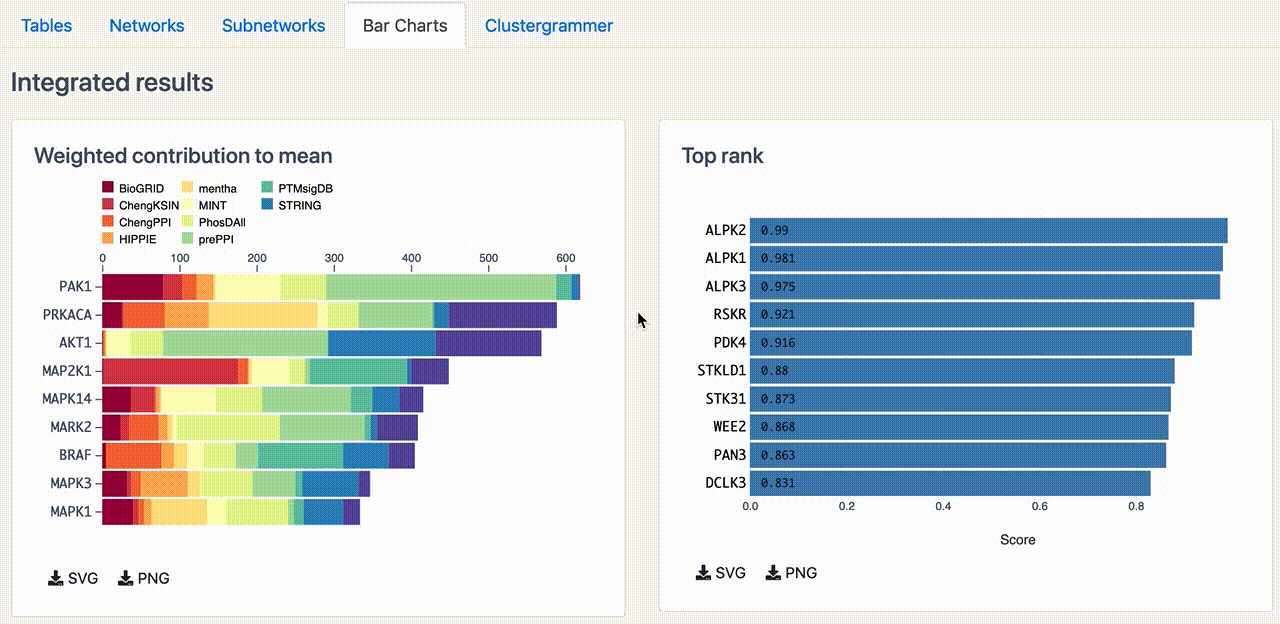 Tables Networks Subnetworks Bar Charts Clustergrammer
Integrated results
Weighted contribution to mean
BioGRID mentha PTMsigDB
ChengKSIN MINT STRING
ChengPPI PhosDAll
HIPPIE prePPI
0 100 200 300 400 500 600
PAK1
PRKACA
AKT1
MAP2K1
MAPK14
MARK2
BRAF
MAPK3
MAPK1
SVG PNG
Top rank
ALPK2 0.99
ALPK1 0.981
ALPK3 0.975
RSKR 0.921
PDK4 0.916
STKLD1 0.88
STK31 0.873
WEE2 0.868
PAN3 0.863
DCLK3 0.831
0.0 0.2 0.4 0.6 0.8
Score
SVG PNG